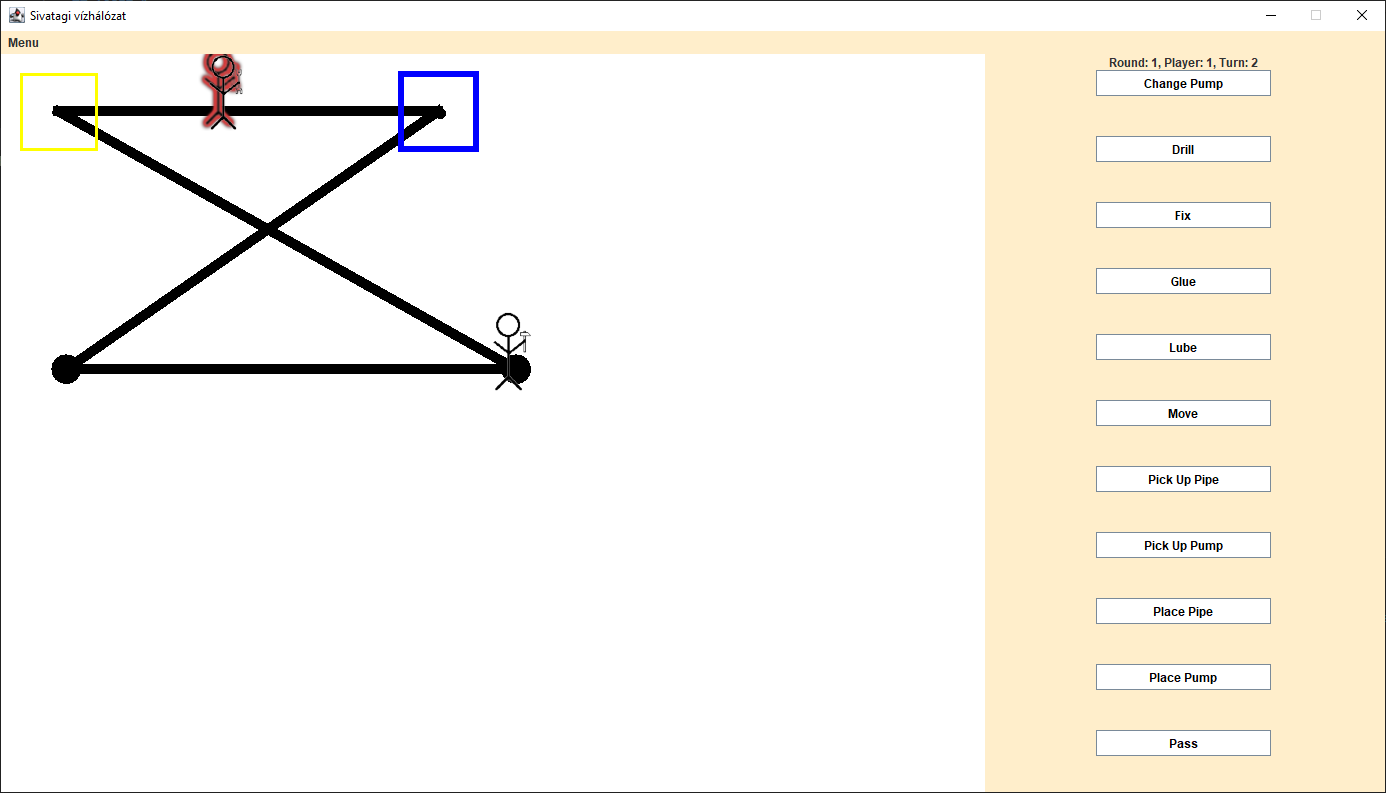 Sivatagi vízhálózat
Menu
Round: 1, Player: 1, Turn: 2
Change Pump
Drill
Fix
Glue
Lube
Move
Pick Up Pipe
Pick Up Pump
Place Pipe
Place Pump
Pass